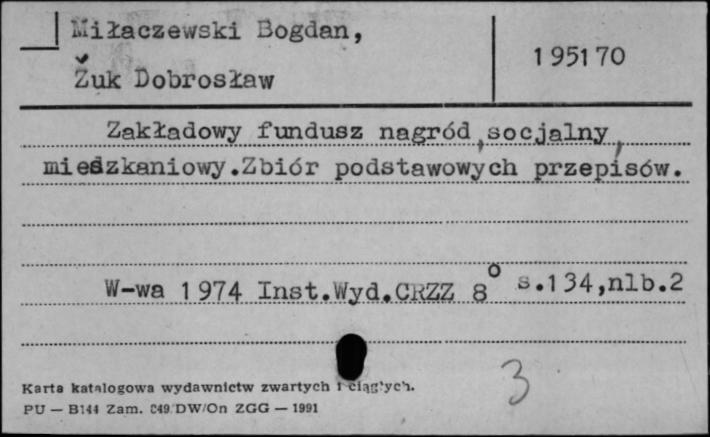 Miłaczewski Bogdan,
Żuk Dobrosław
195170
Zakładowy fundusz nagród,socjalny,
mieszkaniowy.Zbiór podstawowych przepisów.
W-wa 1974 Inst.Wyd.CRZZ 8° s.134,nlb.2
3
Karta katalogowa wydawnictw zwartych i ciągłych.
PU — B144 Zam. 649/DW/On ZGG — 1991